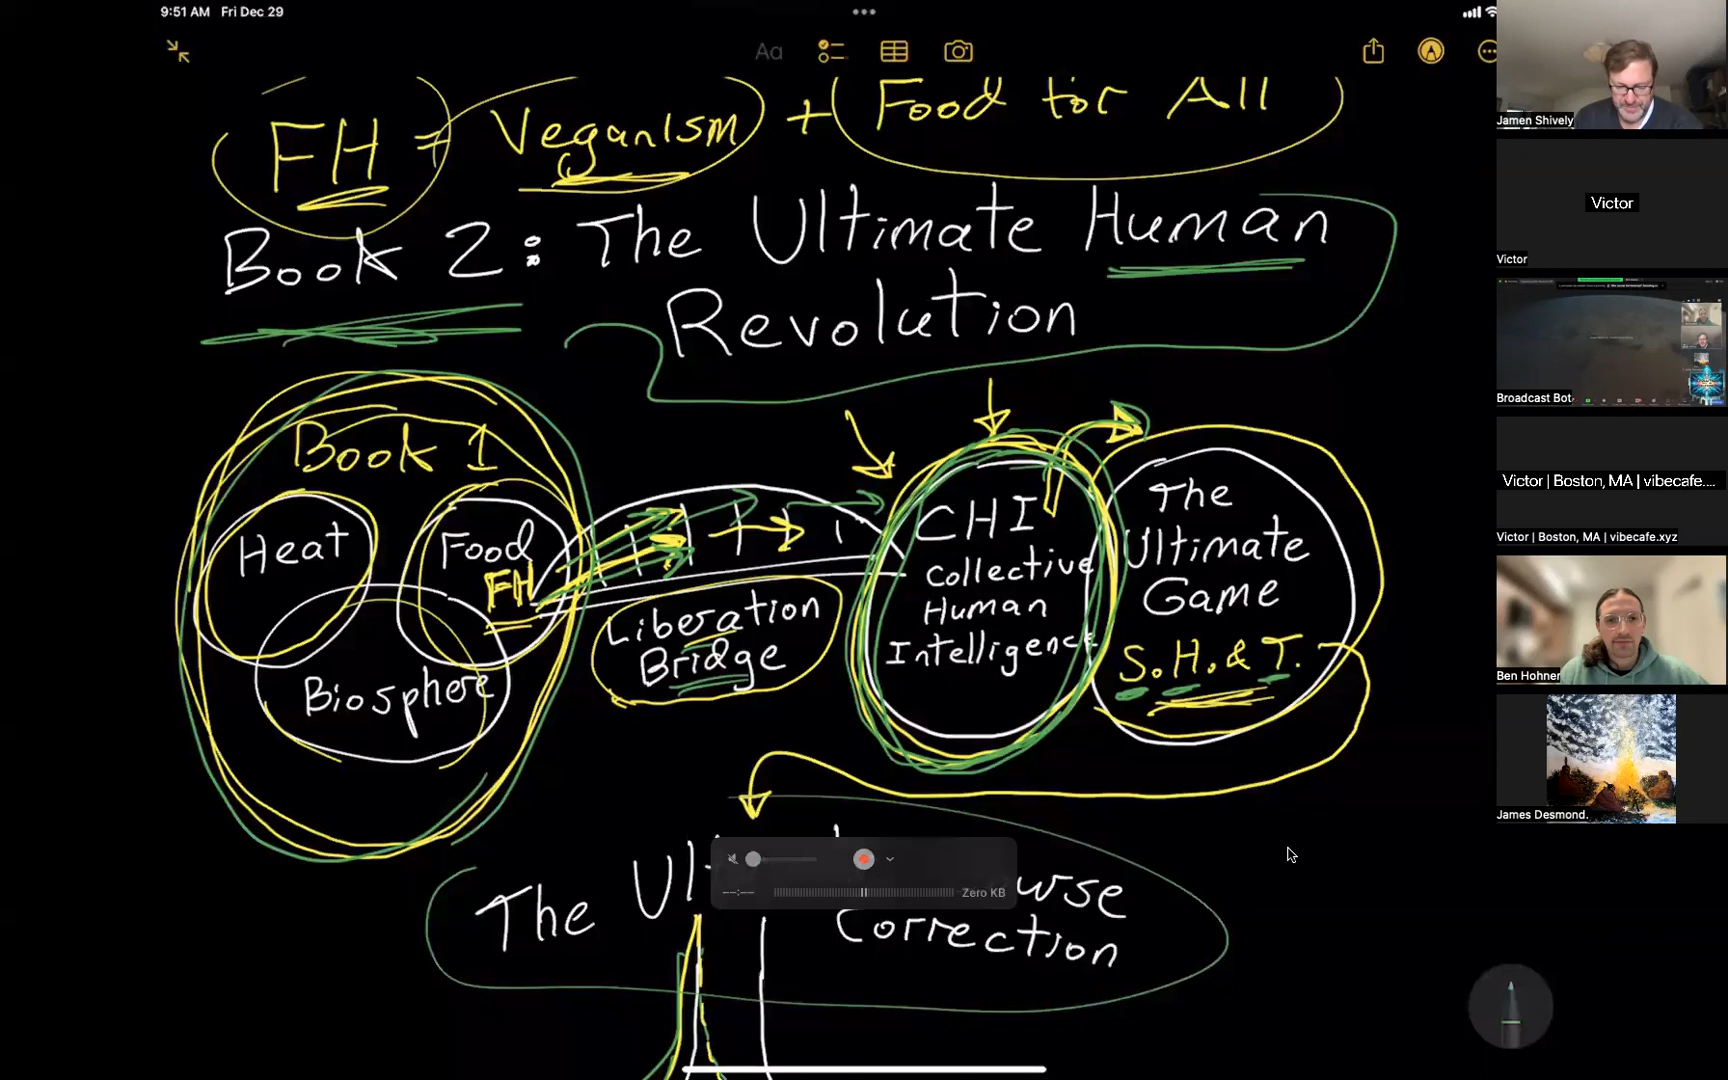 9:51 AM Fri Dec 29
Aa
FH = Veganism + Food for All
Book 2: The Ultimate Human
Revolution
Book 1
Heat
Food
FH
Biosphere
Liberation
Bridge
CHI
Collective
Human
Intelligence
The
Ultimate
Game
S.H.&T.
The
Correction
--:--
Zero KB
Jamen Shively
Victor
Victor
Broadcast Bot
Victor | Boston, MA | vibecafe....
Victor | Boston, MA | vibecafe.xyz
Ben Hohner
James Desmond.